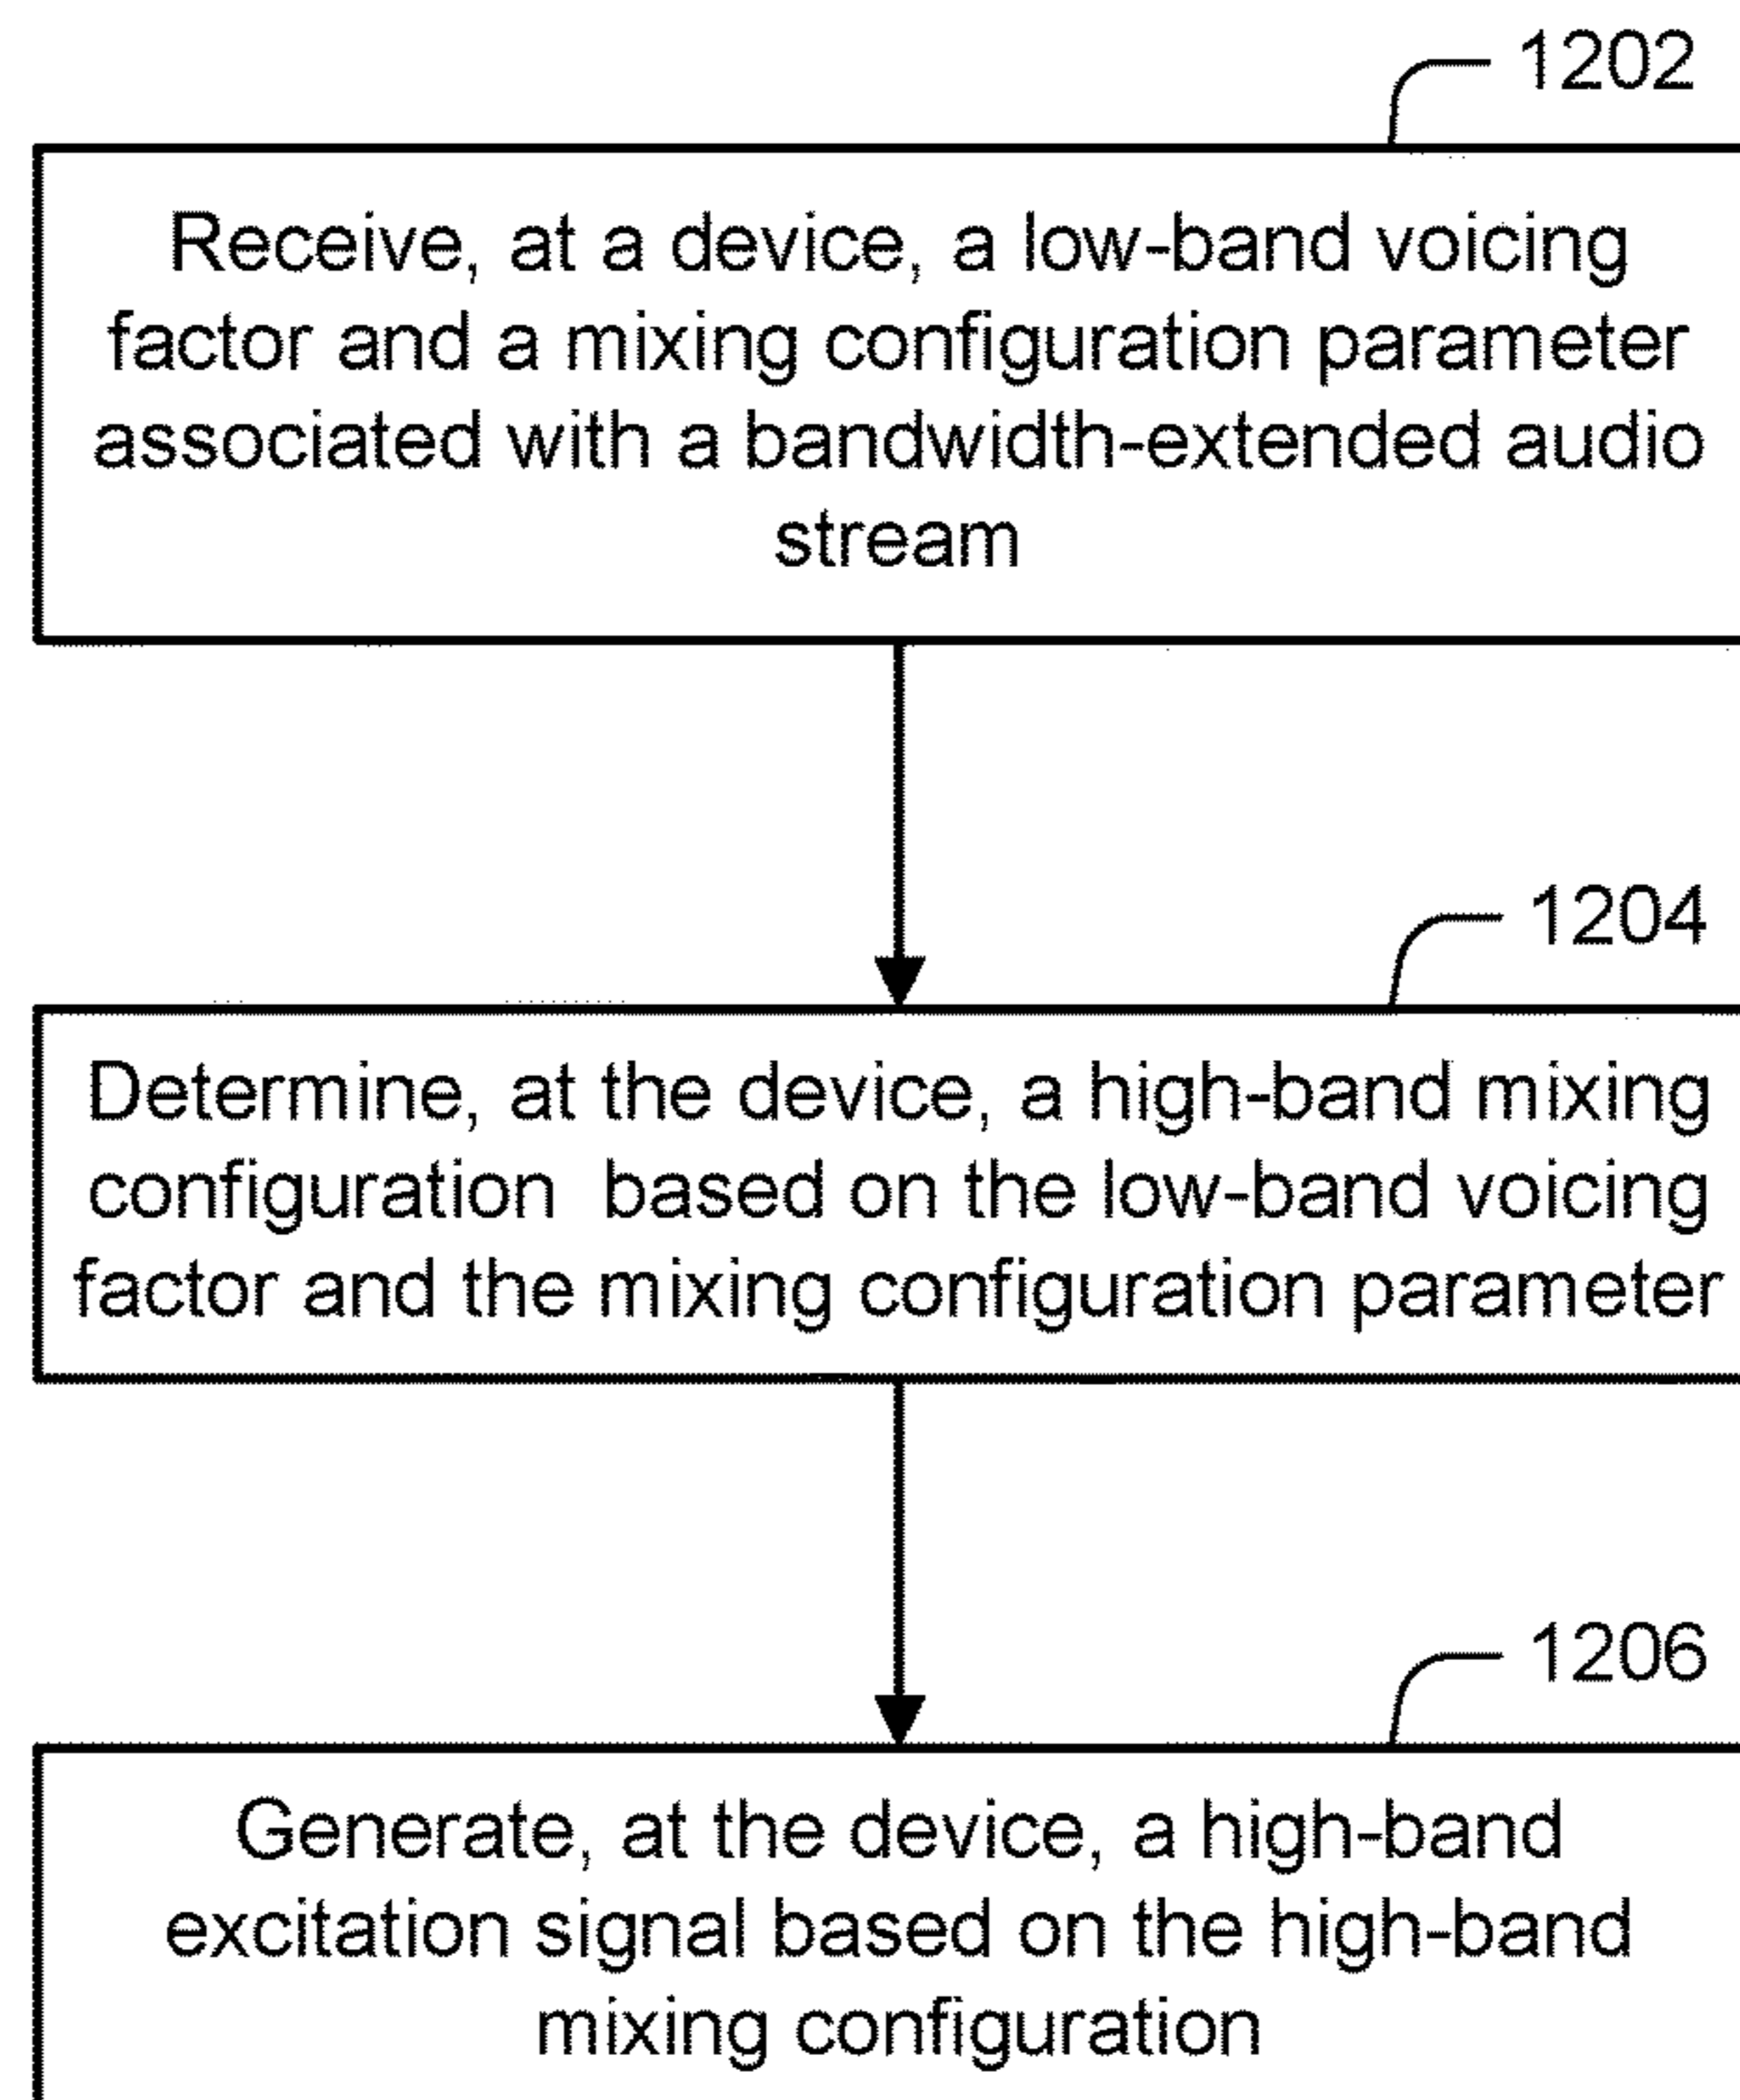 1202
Receive, at a device, a low-band voicing
factor and a mixing configuration parameter
associated with a bandwidth-extended audio
stream
1204
Determine, at the device, a high-band mixing
configuration  based on the low-band voicing
factor and the mixing configuration parameter
1206
Generate, at the device, a high-band
excitation signal based on the high-band
mixing configuration